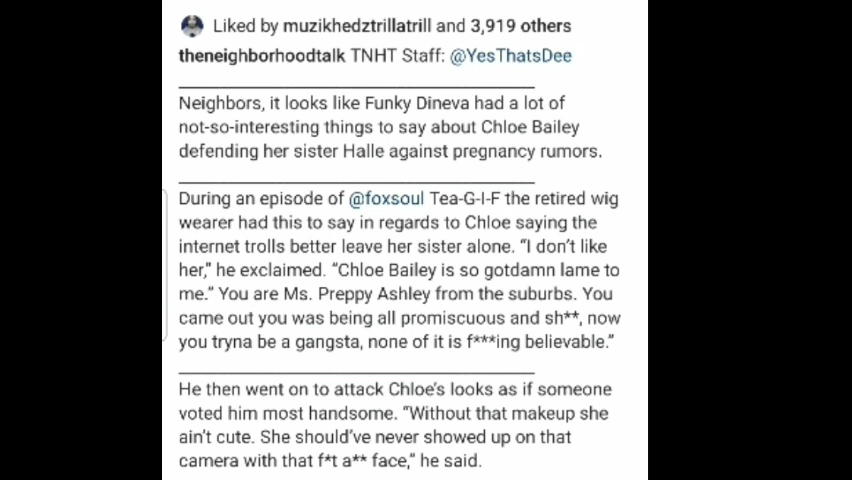 Liked by muzikhedztrillatrill and 3,919 others
theneighborhoodtalk TNHT Staff: @YesThatsDee
Neighbors, it looks like Funky Dineva had a lot of
not-so-interesting things to say about Chloe Bailey
defending her sister Halle against pregnancy rumors.
During an episode of @foxsoul Tea-G-I-F the retired wig
wearer had this to say in regards to Chloe saying the
internet trolls better leave her sister alone. “I don’t like
her,” he exclaimed. “Chloe Bailey is so gotdamn lame to
me.” You are Ms. Preppy Ashley from the suburbs. You
came out you was being all promiscuous and sh**, now
you tryna be a gangsta, none of it is f***ing believable.”
He then went on to attack Chloe’s looks as if someone
voted him most handsome. “Without that makeup she
ain’t cute. She should’ve never showed up on that
camera with that f*t a** face,” he said.